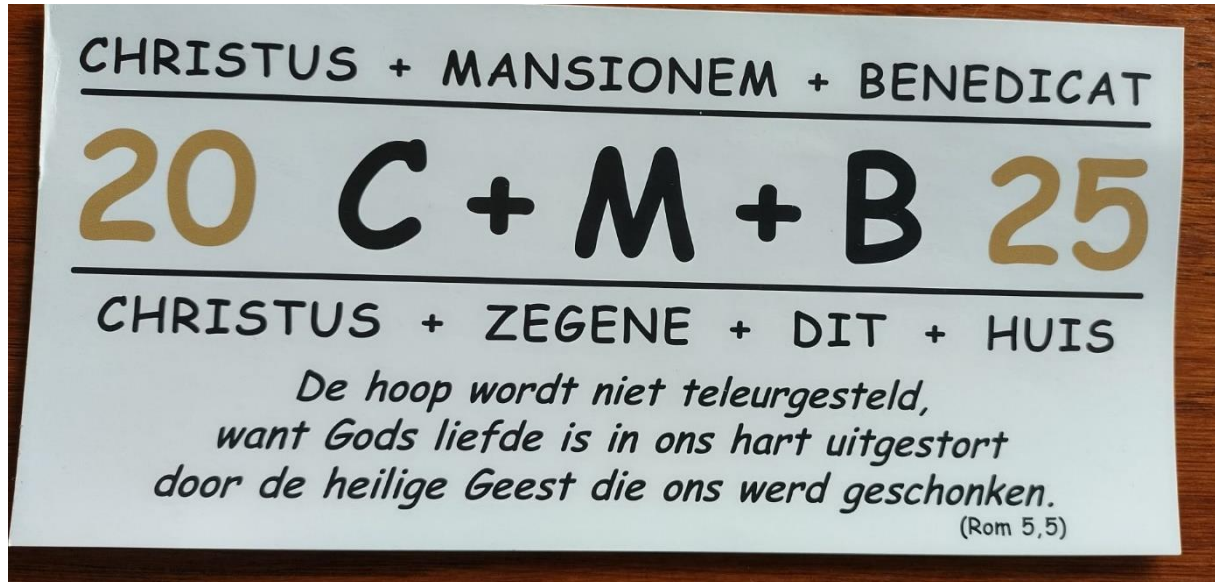 CHRISTUS + MANSIONEM + BENEDICAT
20 C + M + B 25
CHRISTUS + ZEGENE + DIT + HUIS
De hoop wordt niet teleurgesteld,
want Gods liefde is in ons hart uitgestort
door de heilige Geest die ons werd geschonken.
(Rom 5,5)